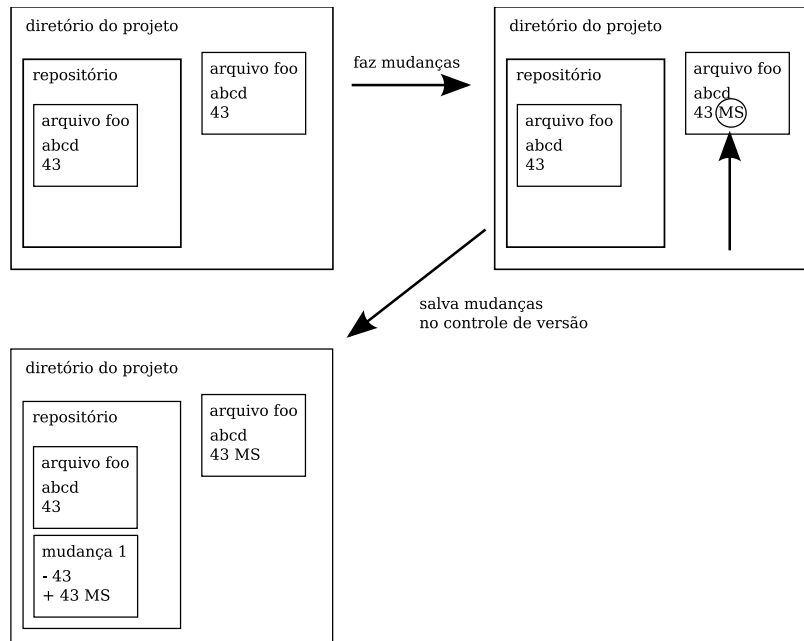 diretório do projeto
repositório
arquivo foo
abcd
43
arquivo foo
abcd
43
faz mudanças
diretório do projeto
repositório
arquivo foo
abcd
43
arquivo foo
abcd
43 MS
salva mudanças
no controle de versão
diretório do projeto
repositório
arquivo foo
abcd
43
mudança 1
- 43
+ 43 MS
arquivo foo
abcd
43 MS